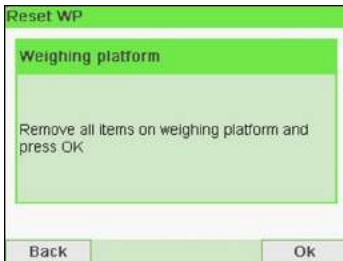 Reset WP
Weighing platform
Remove all items on weighing platform and
press OK
Back
Ok